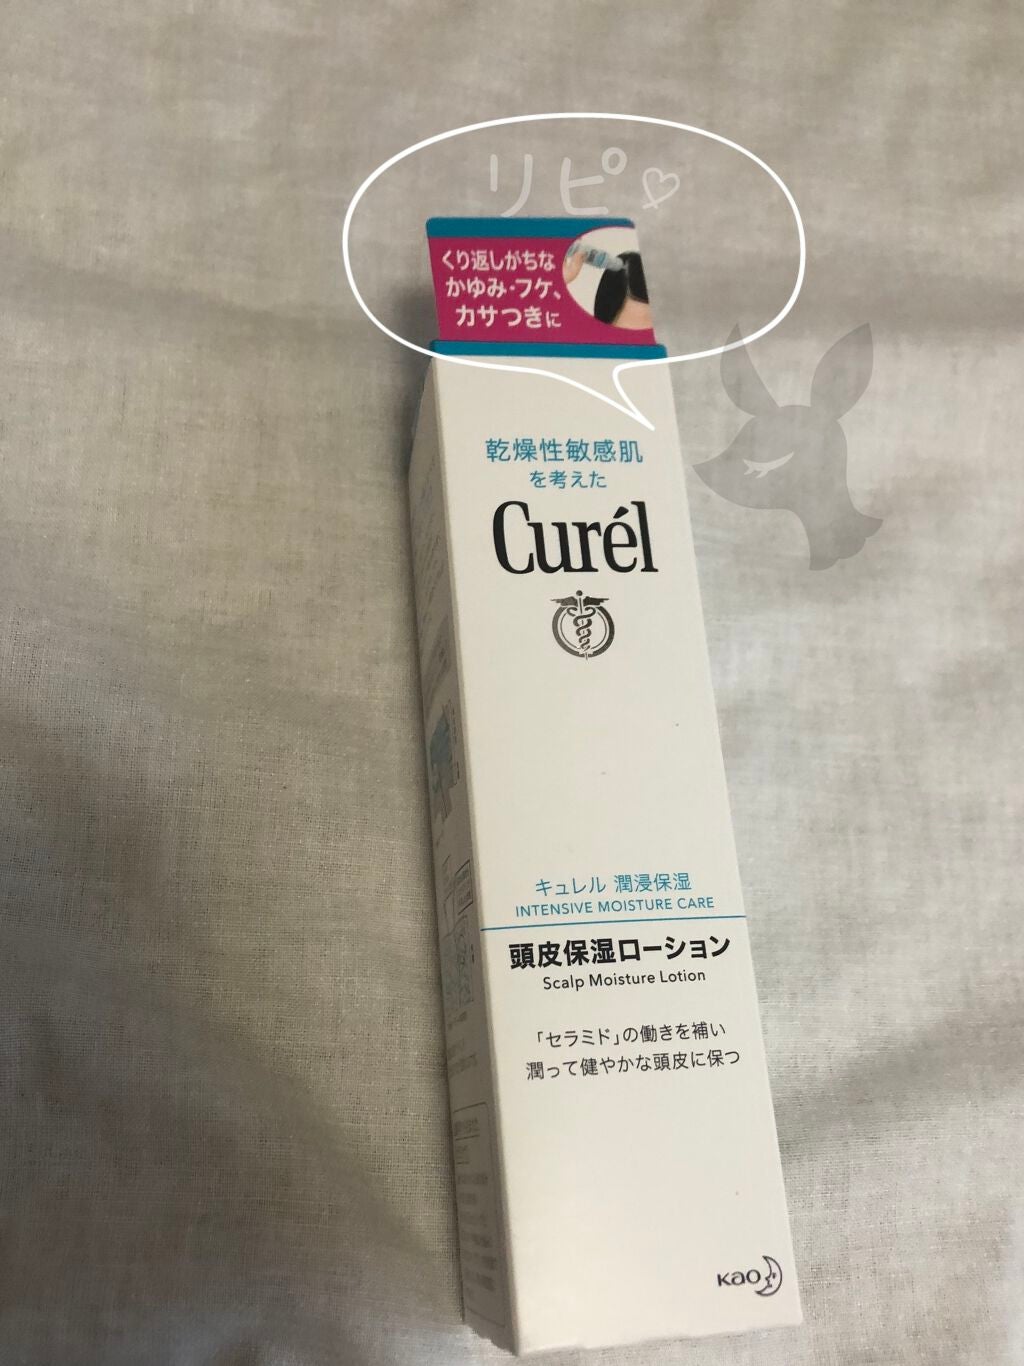 リピ♡
くり返しがちな
かゆみ・フケ、
カサつきに
乾燥性敏感肌
を考えた
Curél
キュレル 潤浸保湿
INTENSIVE MOISTURE CARE
頭皮保湿ローション
Scalp Moisture Lotion
「セラミド」の働きを補い
潤って健やかな頭皮に保つ
Kao